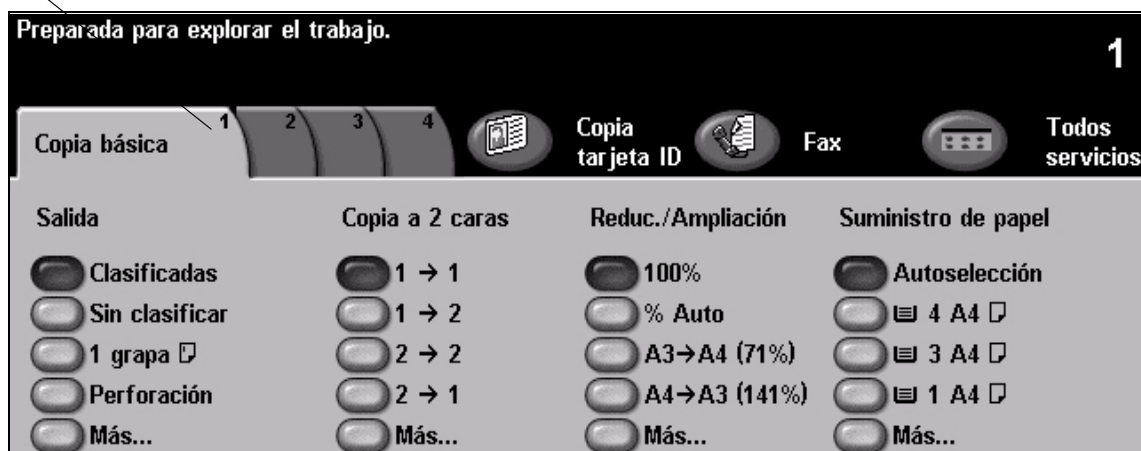 Preparada para explorar el trabajo.
1
Copia básica
1 2 3 4
Copia
tarjeta ID
Fax
Todos
servicios
Salida
Clasificadas
Sin clasificar
1 grapa
Perforación
Más...
Copia a 2 caras
1 → 1
1 → 2
2 → 2
2 → 1
Más...
Reduc./Ampliación
100%
% Auto
A3→A4 (71%)
A4→A3 (141%)
Más...
Suministro de papel
Autoselección
4 A4
3 A4
1 A4
Más...